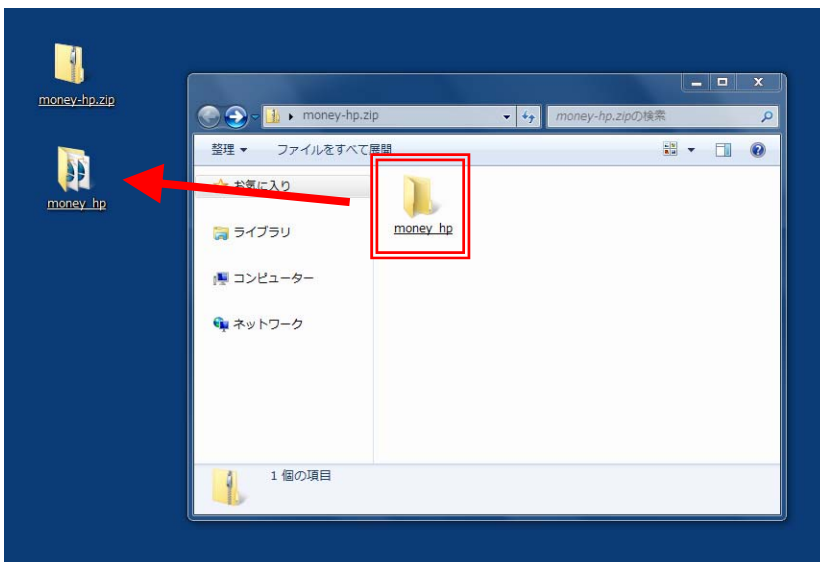 money-hp.zip
money_hp
money-hp.zip
money-hp.zipの検索
整理
ファイルをすべて展開
お気に入り
ライブラリ
コンピューター
ネットワーク
money_hp
1 個の項目